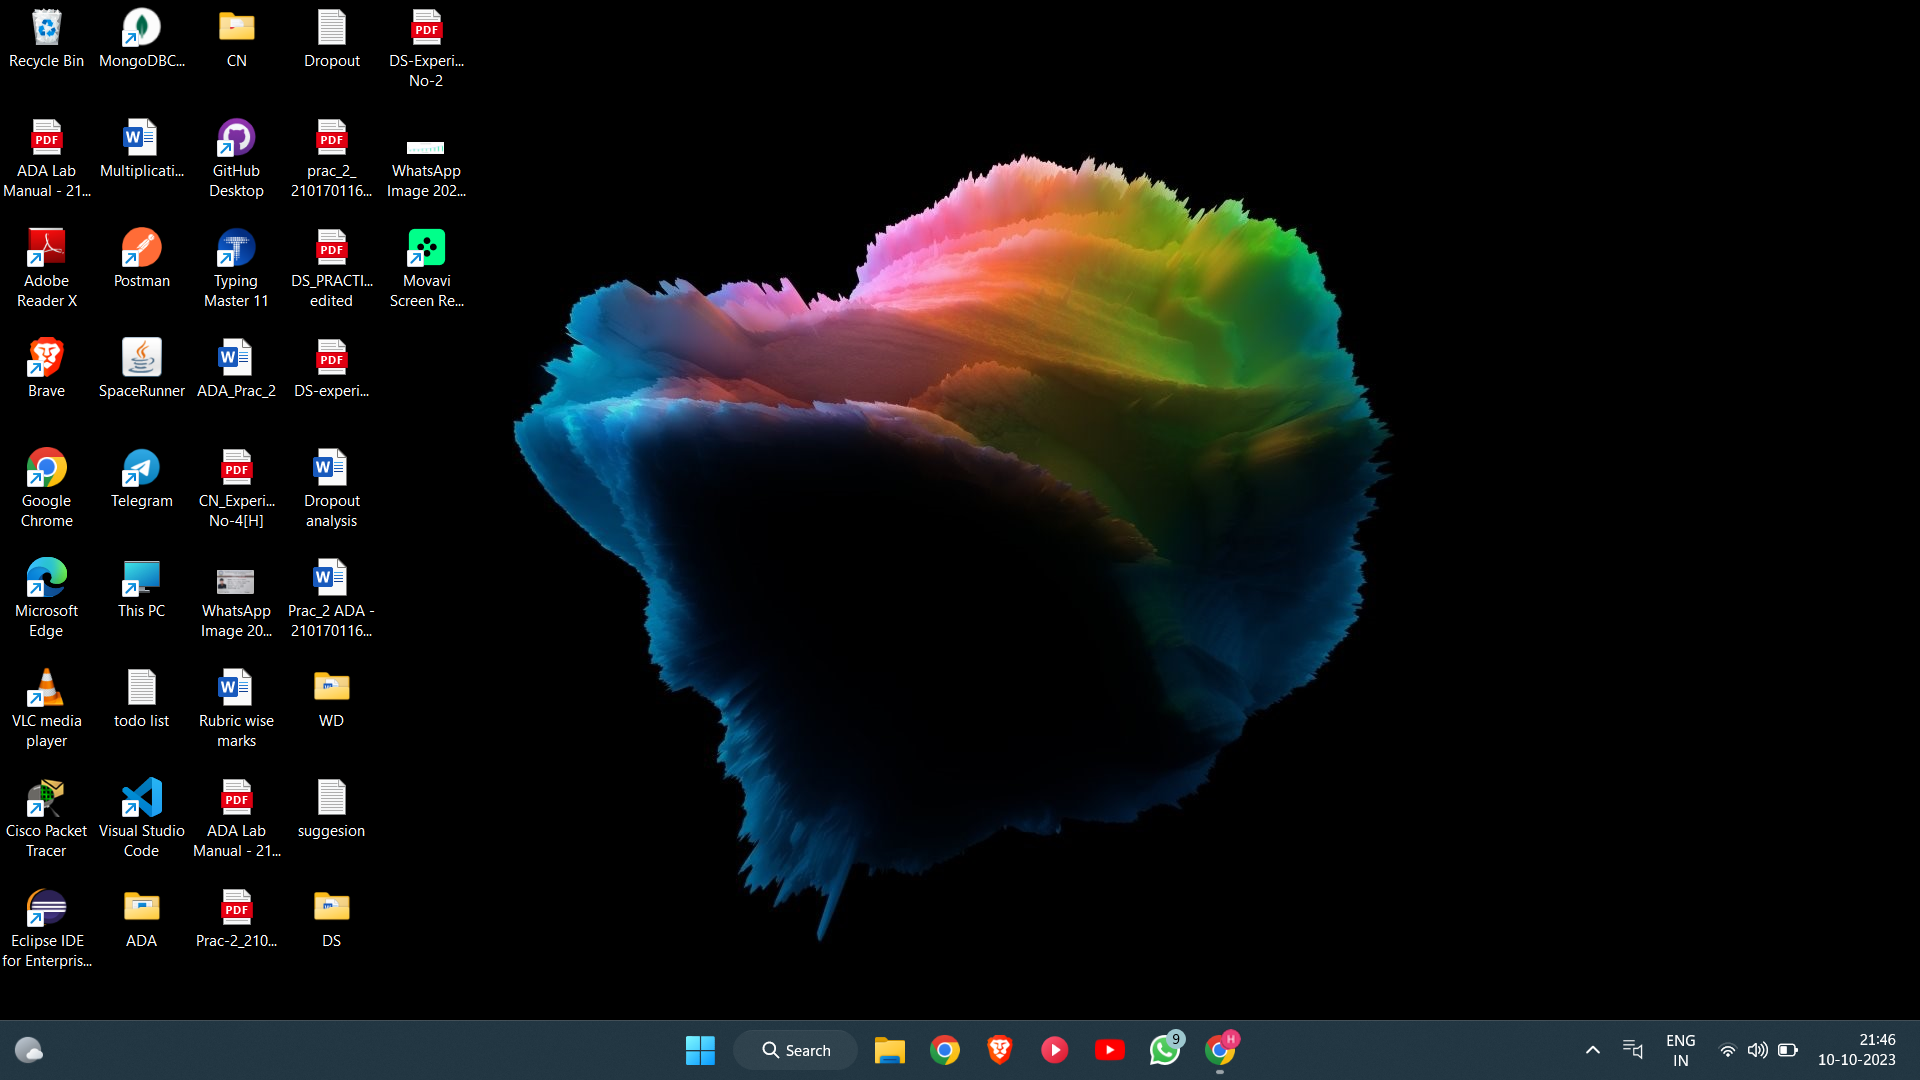 Recycle Bin
MongoDBC...
CN
Dropout
DS-Experi...
No-2
ADA Lab
Manual - 21...
Multiplicati...
GitHub
Desktop
prac_2_
210170116...
WhatsApp
Image 202...
Adobe
Reader X
Postman
Typing
Master 11
DS_PRACTI...
edited
Movavi
Screen Re...
Brave
SpaceRunner
ADA_Prac_2
DS-experi...
Google
Chrome
Telegram
CN_Experi...
No-4[H]
Dropout
analysis
Microsoft
Edge
This PC
WhatsApp
Image 20...
Prac_2 ADA -
210170116...
VLC media
player
todo list
Rubric wise
marks
WD
Cisco Packet
Tracer
Visual Studio
Code
ADA Lab
Manual - 21...
suggesion
Eclipse IDE
for Enterpris...
ADA
Prac-2_210...
DS
Search
9
H
ENG
IN
21:46
10-10-2023